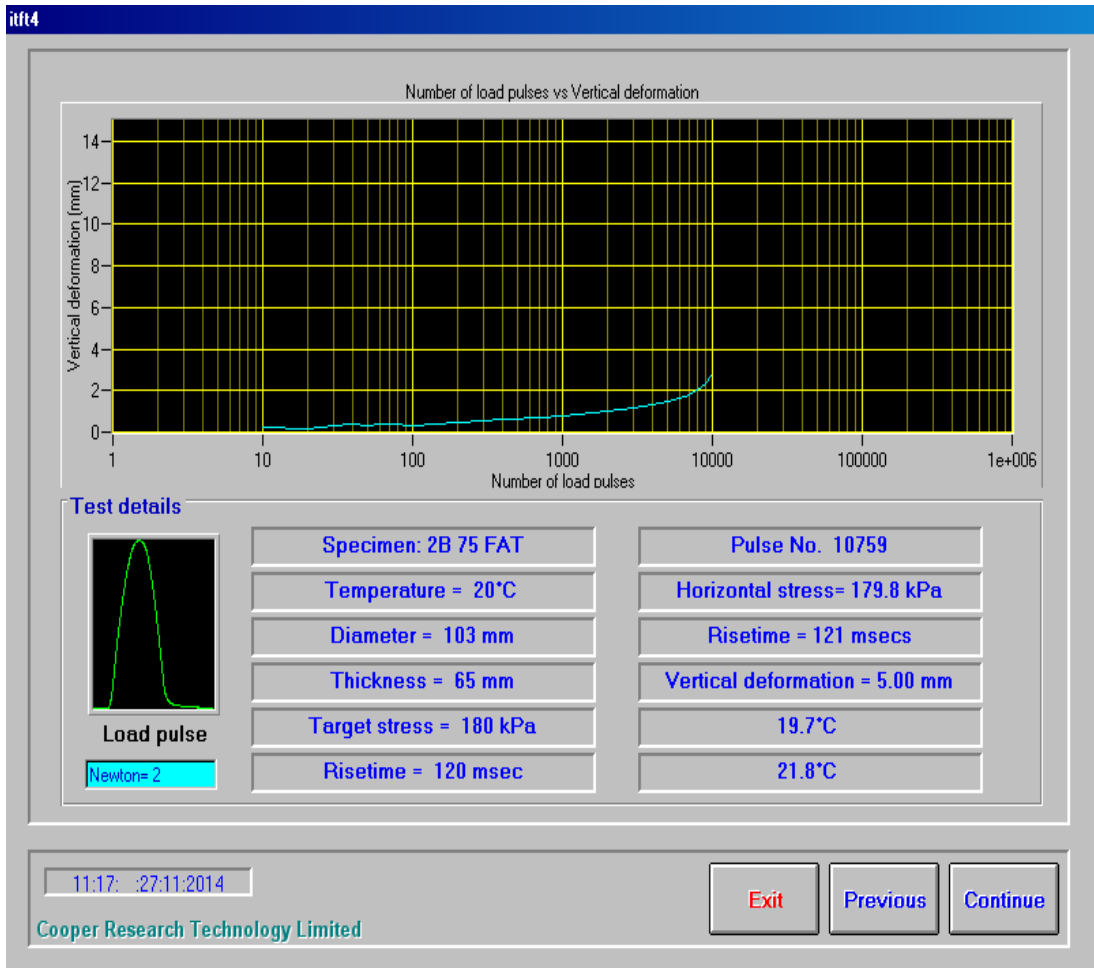 itft4
Number of load pulses vs Vertical deformation
Vertical deformation (mm)
14
12
10
8
6
4
2
0
1 10 100 1000 10000 100000 1e+006
Number of load pulses
Test details
Load pulse
Newton= 2
Specimen: 2B 75 FAT
Temperature = 20°C
Diameter = 103 mm
Thickness = 65 mm
Target stress = 180 kPa
Risetime = 120 msec
Pulse No. 10759
Horizontal stress= 179.8 kPa
Risetime = 121 msecs
Vertical deformation = 5.00 mm
19.7°C
21.8°C
11:17: :27:11:2014
Cooper Research Technology Limited
Exit
Previous
Continue